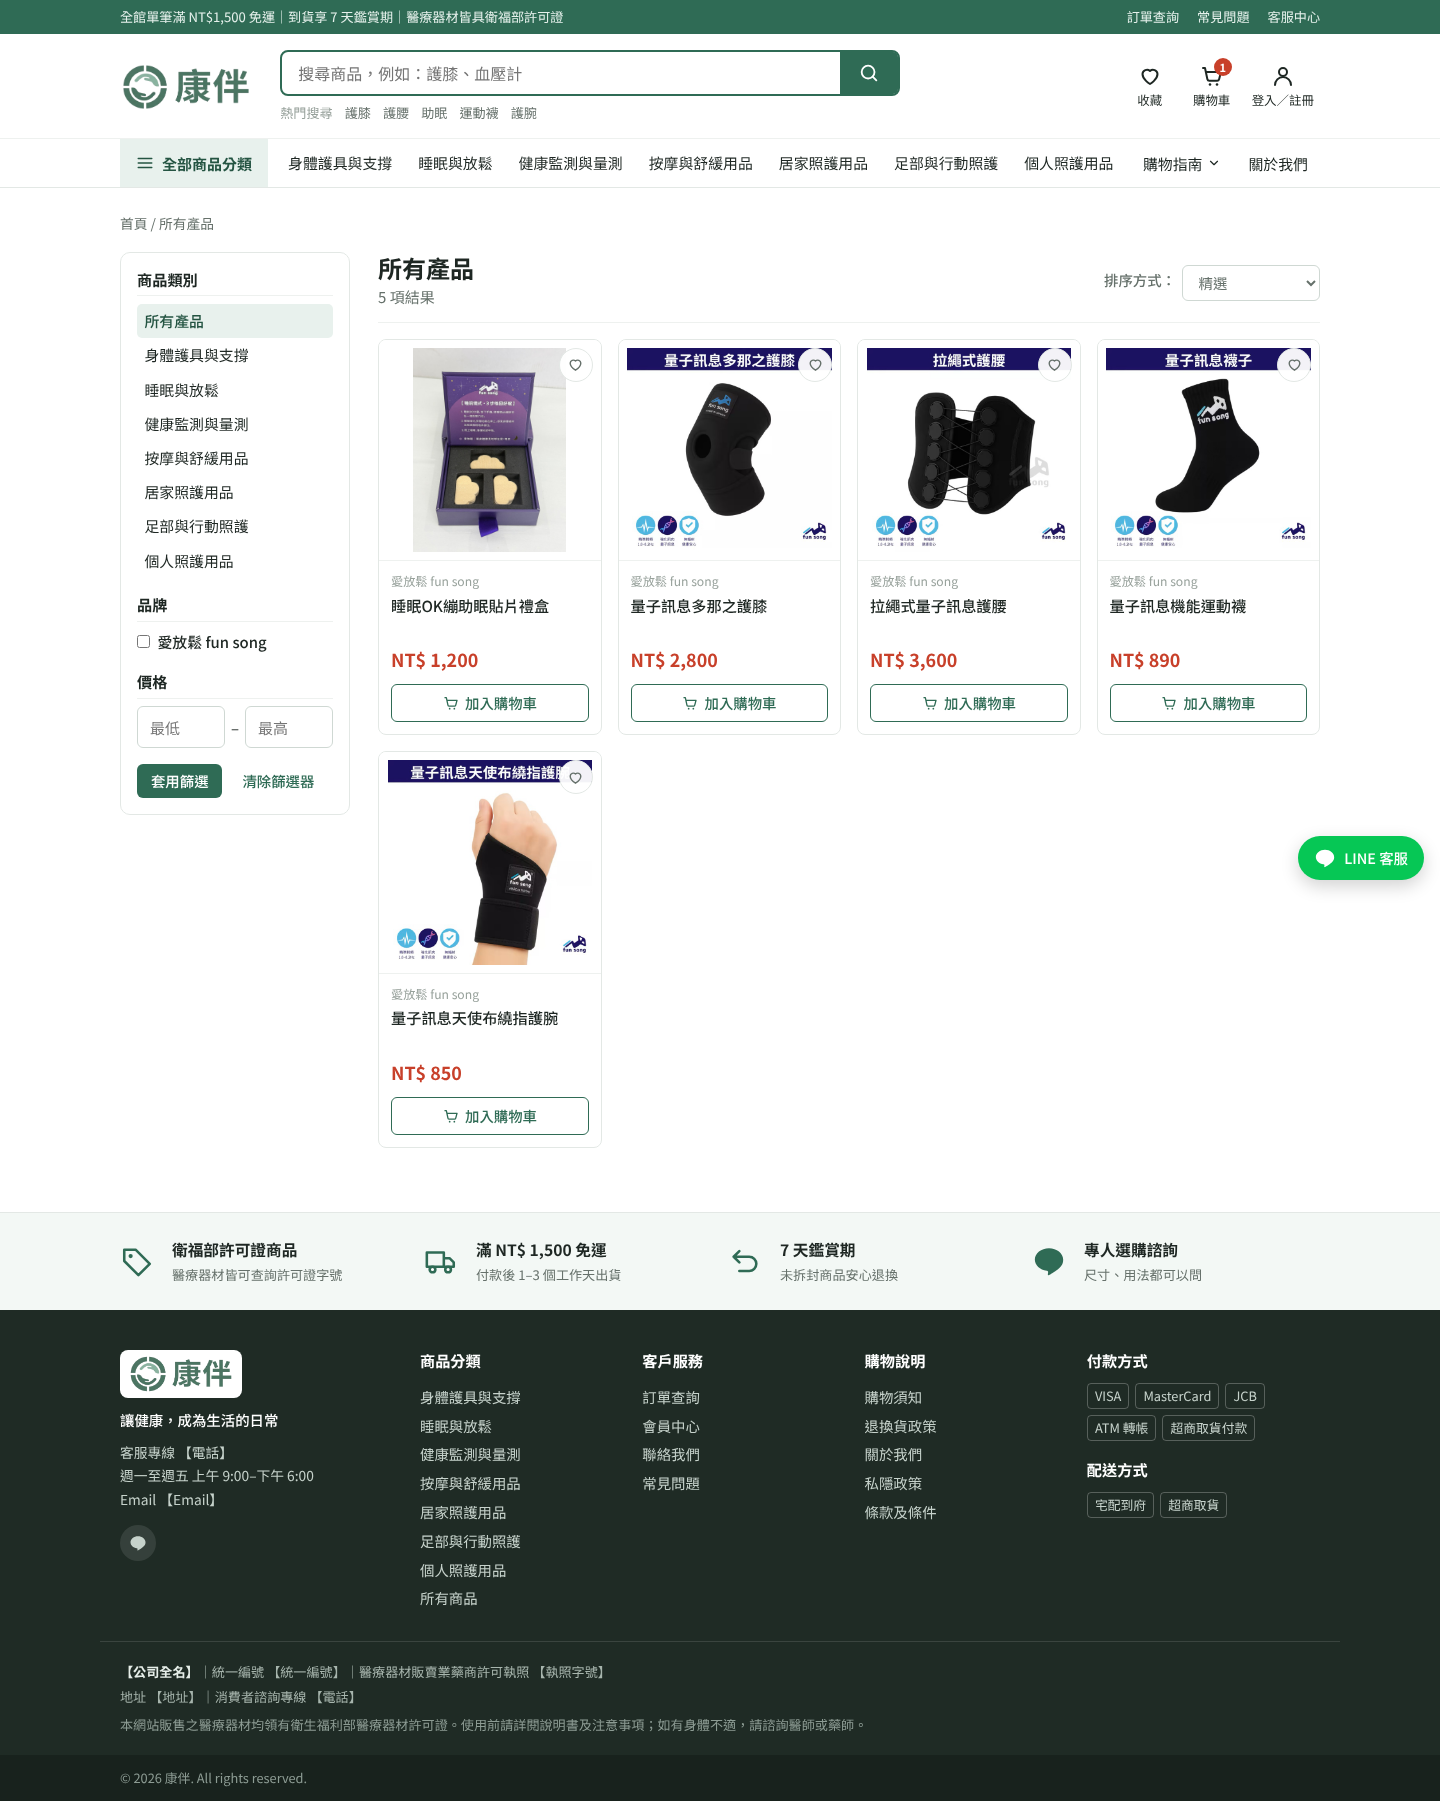 全館單筆滿 NT$1,500 免運｜到貨享 7 天鑑賞期｜醫療器材皆具衛福部許可證
訂單查詢 常見問題 客服中心
康伴
搜尋商品，例如：護膝、血壓計
熱門搜尋 護膝 護腰 助眠 運動襪 護腕
收藏
1
購物車
登入／註冊
全部商品分類 身體護具與支撐 睡眠與放鬆 健康監測與量測 按摩與舒緩用品 居家照護用品 足部與行動照護 個人照護用品 購物指南 關於我們
首頁 / 所有產品
商品類別
所有產品
身體護具與支撐
睡眠與放鬆
健康監測與量測
按摩與舒緩用品
居家照護用品
足部與行動照護
個人照護用品
品牌
愛放鬆 fun song
價格
最低 – 最高
套用篩選 清除篩選器
所有產品
5 項結果
排序方式： 精選
fun song
愛放鬆 fun song
睡眠OK繃助眠貼片禮盒
NT$ 1,200
加入購物車
量子訊息多那之護膝
fun song
fun song
愛放鬆 fun song
量子訊息多那之護膝
NT$ 2,800
加入購物車
拉繩式護腰
fun song
fun song
愛放鬆 fun song
拉繩式量子訊息護腰
NT$ 3,600
加入購物車
量子訊息襪子
fun song
fun song
愛放鬆 fun song
量子訊息機能運動襪
NT$ 890
加入購物車
量子訊息天使布繞指護腕
fun song
fun song
愛放鬆 fun song
量子訊息天使布繞指護腕
NT$ 850
加入購物車
LINE 客服
衛福部許可證商品
醫療器材皆可查詢許可證字號
滿 NT$ 1,500 免運
付款後 1–3 個工作天出貨
7 天鑑賞期
未拆封商品安心退換
專人選購諮詢
尺寸、用法都可以問
康伴
讓健康，成為生活的日常
客服專線 【電話】
週一至週五 上午 9:00–下午 6:00
Email 【Email】
商品分類
身體護具與支撐
睡眠與放鬆
健康監測與量測
按摩與舒緩用品
居家照護用品
足部與行動照護
個人照護用品
所有商品
客戶服務
訂單查詢
會員中心
聯絡我們
常見問題
購物說明
購物須知
退換貨政策
關於我們
私隱政策
條款及條件
付款方式
VISA MasterCard JCB
ATM 轉帳 超商取貨付款
配送方式
宅配到府 超商取貨
【公司全名】｜統一編號 【統一編號】｜醫療器材販賣業藥商許可執照 【執照字號】
地址 【地址】｜消費者諮詢專線 【電話】
本網站販售之醫療器材均領有衛生福利部醫療器材許可證。使用前請詳閱說明書及注意事項；如有身體不適，請諮詢醫師或藥師。
© 2026 康伴. All rights reserved.